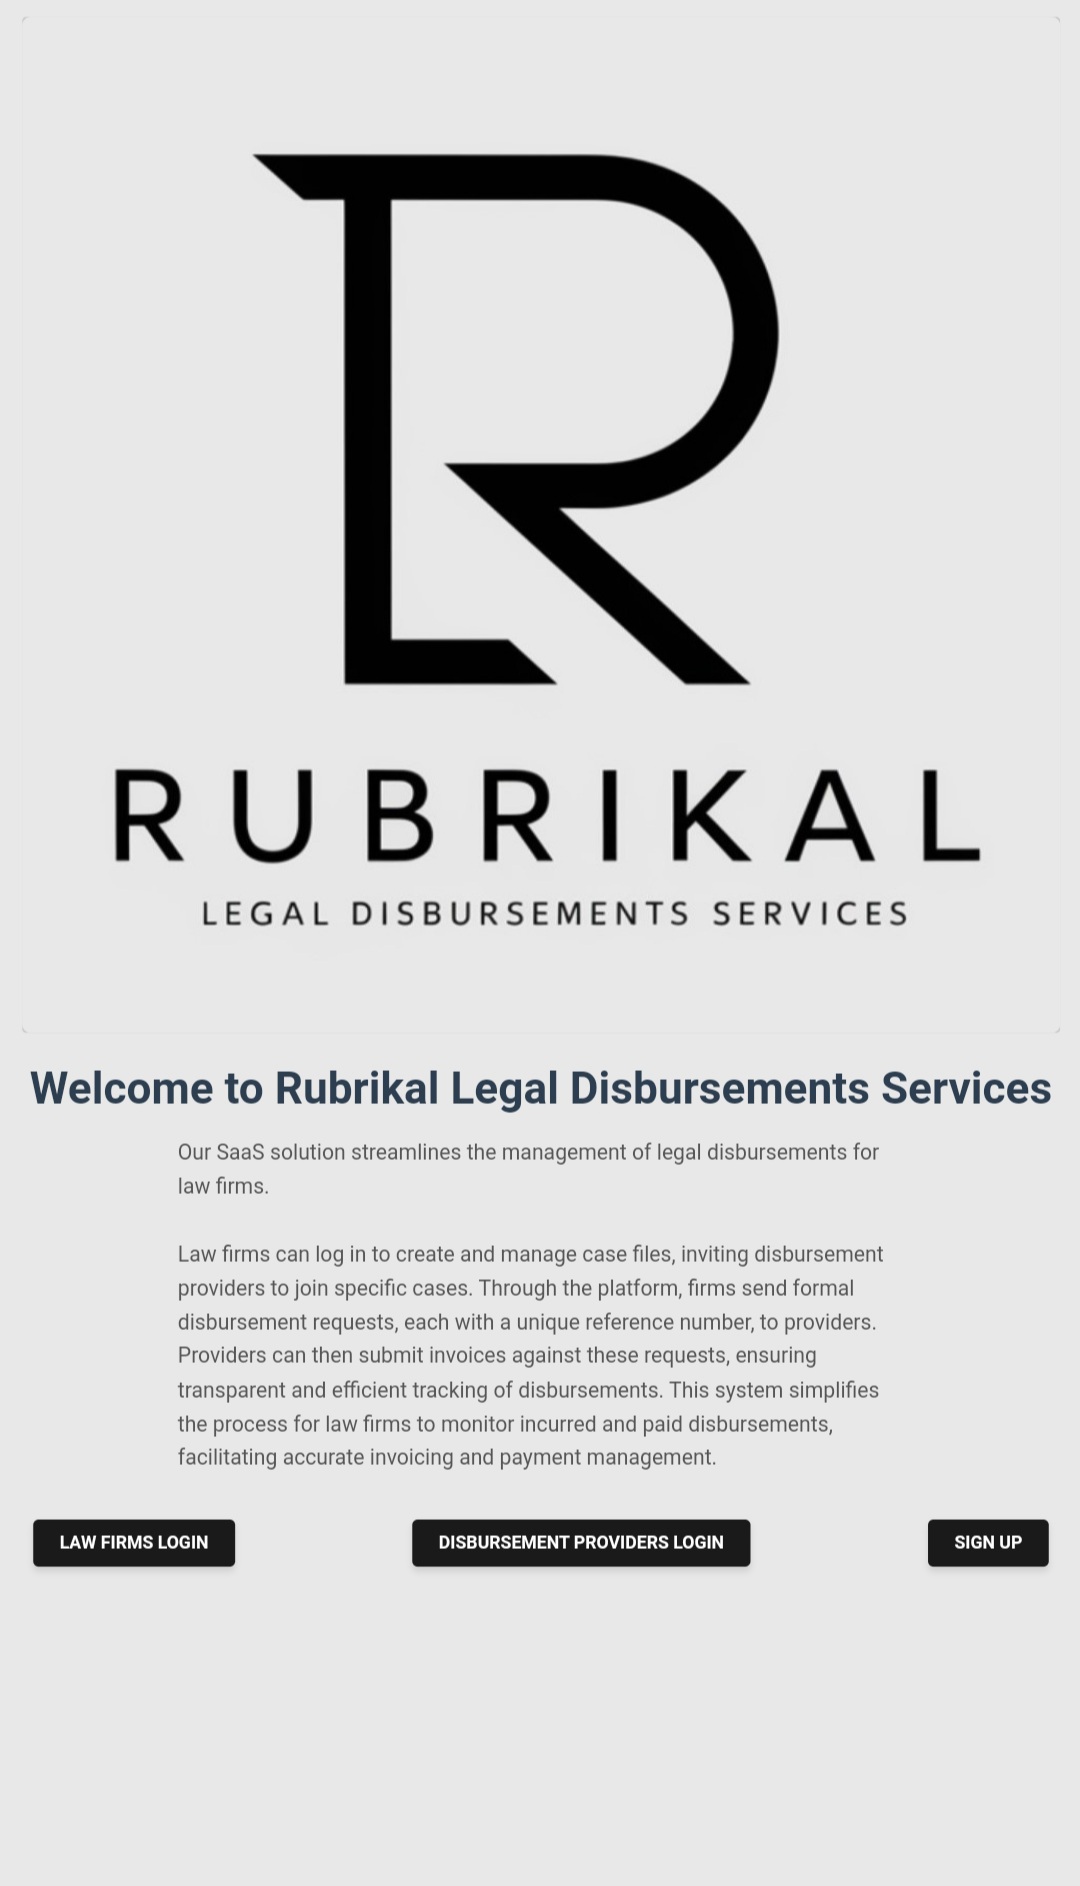 RUBRIKAL
LEGAL DISBURSEMENTS SERVICES
Welcome to Rubrikal Legal Disbursements Services
Our SaaS solution streamlines the management of legal disbursements for
law firms.
Law firms can log in to create and manage case files, inviting disbursement
providers to join specific cases. Through the platform, firms send formal
disbursement requests, each with a unique reference number, to providers.
Providers can then submit invoices against these requests, ensuring
transparent and efficient tracking of disbursements. This system simplifies
the process for law firms to monitor incurred and paid disbursements,
facilitating accurate invoicing and payment management.
LAW FIRMS LOGIN
DISBURSEMENT PROVIDERS LOGIN
SIGN UP